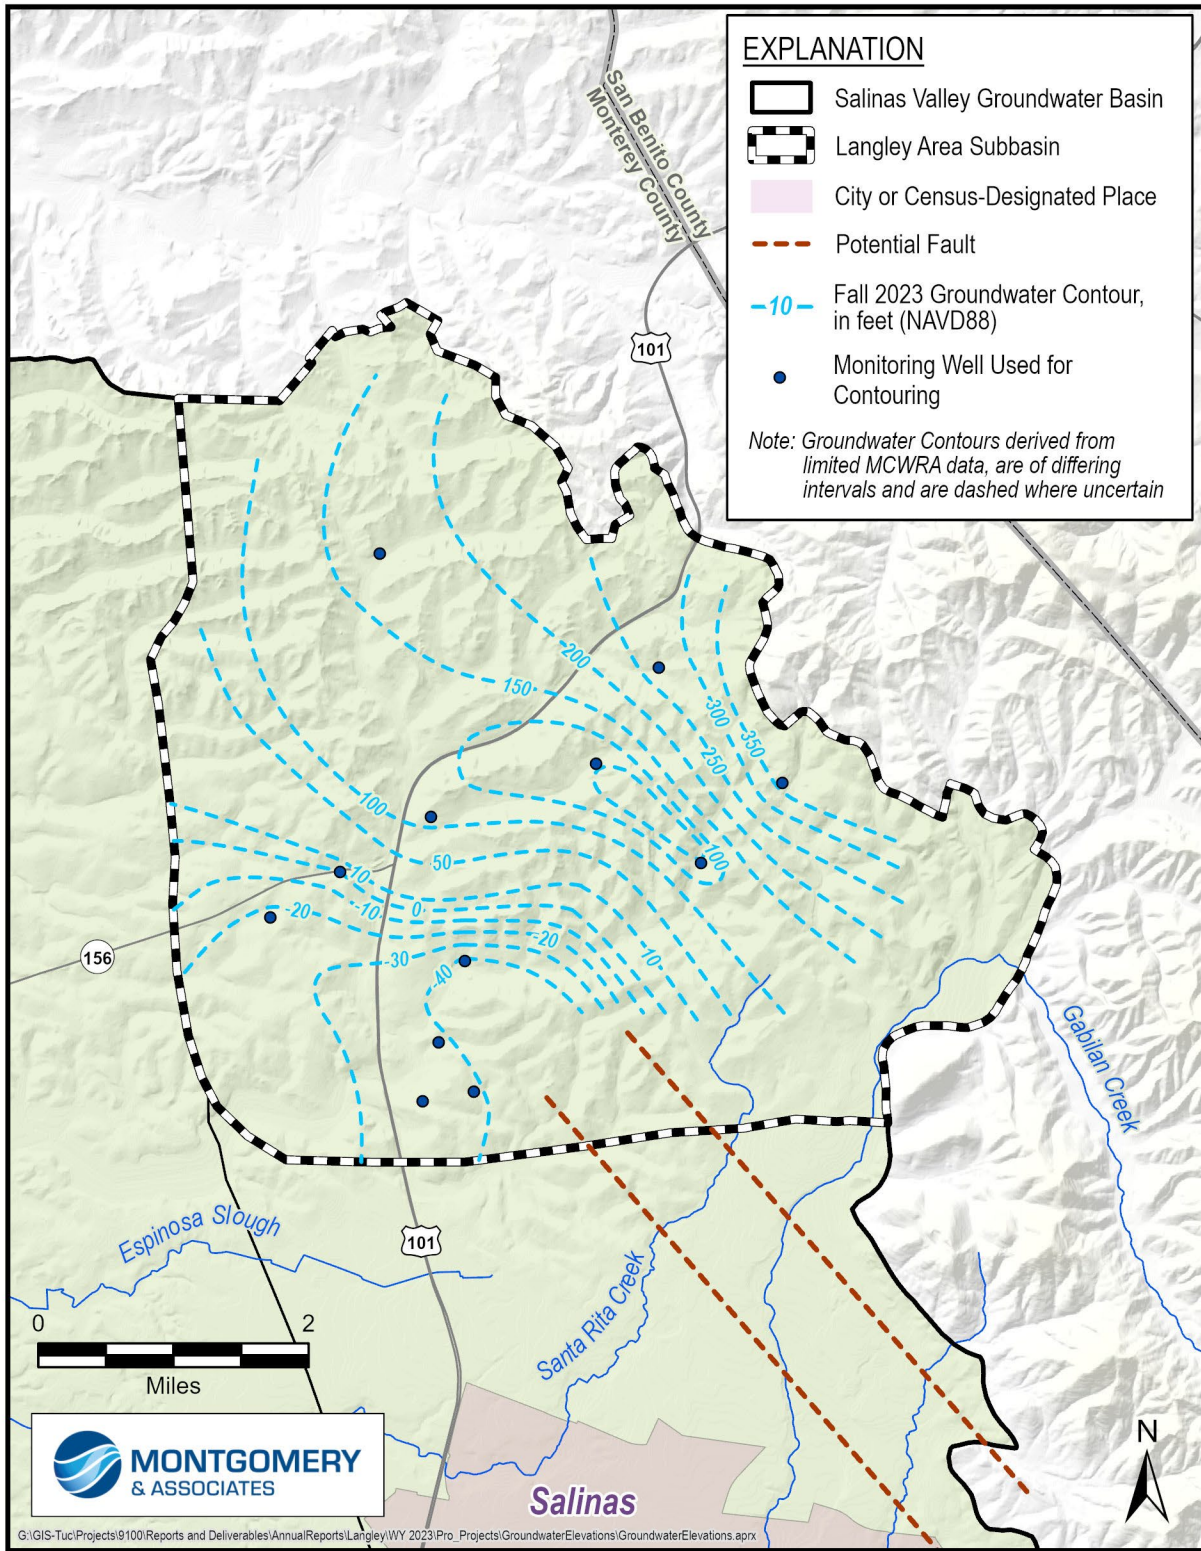 EXPLANATION
Salinas Valley Groundwater Basin
Langley Area Subbasin
City or Census-Designated Place
Potential Fault
-10
Fall 2023 Groundwater Contour,
in feet (NAVD88)
Monitoring Well Used for
Contouring
Note: Groundwater Contours derived from
limited MCWRA data, are of differing
intervals and are dashed where uncertain
San Benito County
Monterey County
101
200
150
300
350
250
100
100
50
10
-10
0
-20
-20
-10
-30
-40
156
Gabilan Creek
Espinosa Slough
101
Santa Rita Creek
0 2
Miles
MONTGOMERY
& ASSOCIATES
Salinas
N
G:\GIS-Tuc\Projects\9100\Reports and Deliverables\AnnualReports\Langley\WY 2023\Pro_Projects\GroundwaterElevations\GroundwaterElevations.aprx